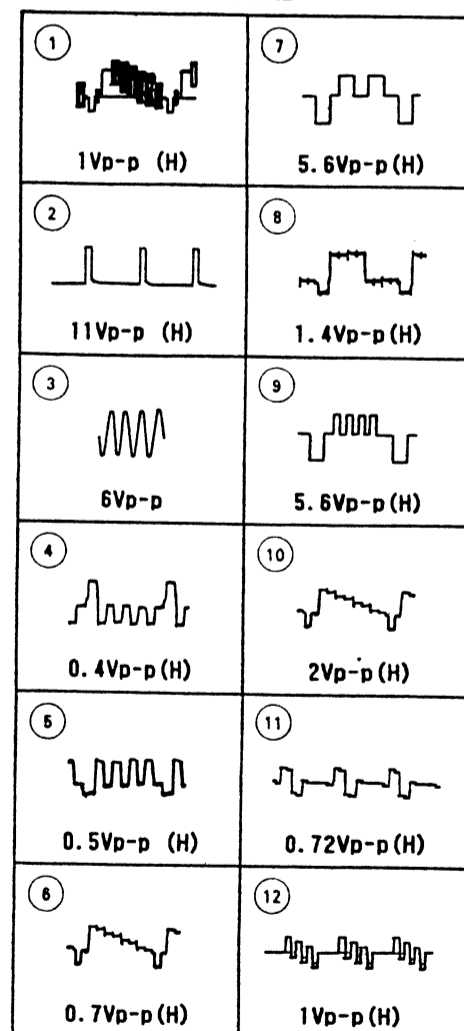 1
1Vp-p (H)
7
5.6Vp-p(H)
2
11Vp-p (H)
8
1.4Vp-p(H)
3
6Vp-p
9
5.6Vp-p(H)
4
0.4Vp-p(H)
10
2Vp-p(H)
5
0.5Vp-p (H)
11
0.72Vp-p(H)
6
0.7Vp-p(H)
12
1Vp-p(H)